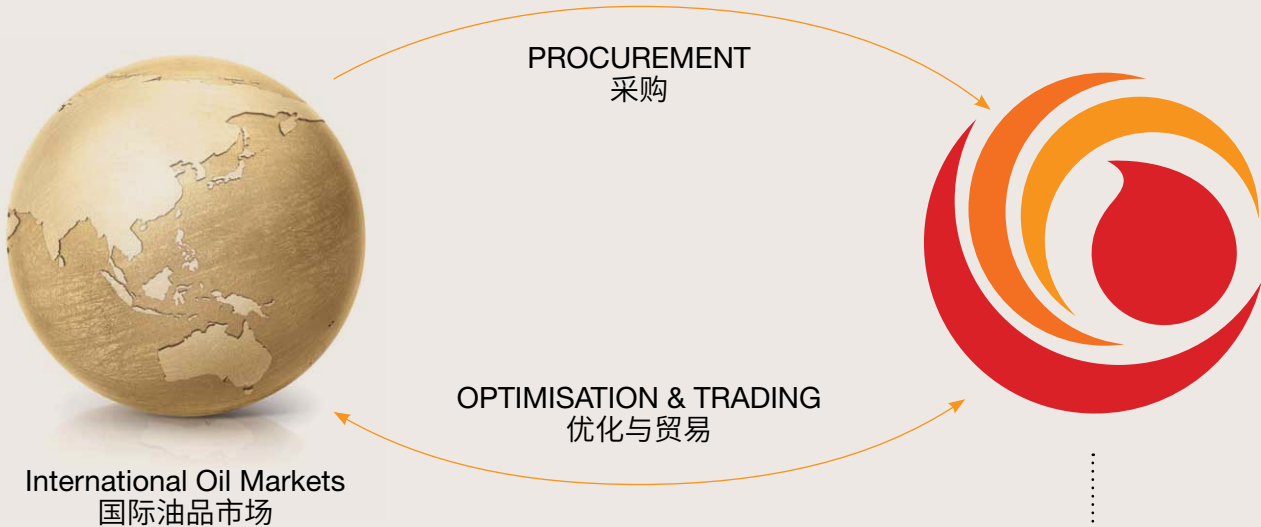 PROCUREMENT
采购
OPTIMISATION & TRADING
优化与贸易
International Oil Markets
国际油品市场